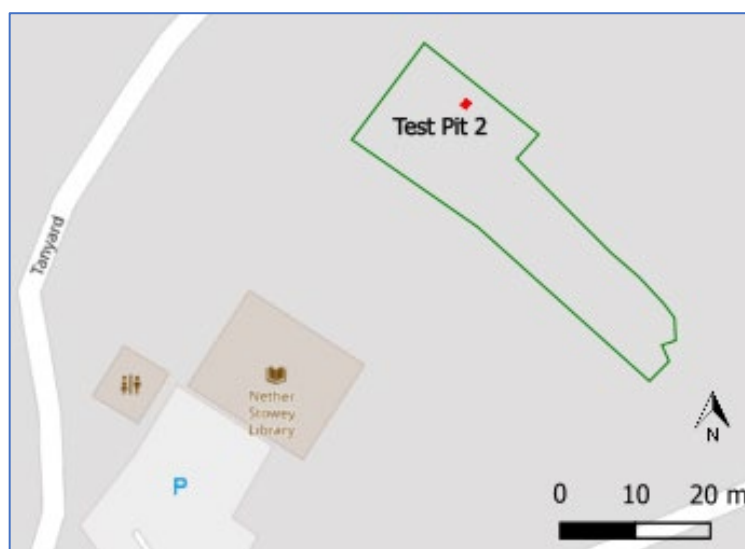 Test Pit 2
Tanyard
Nether
Stowey
Library
P
N
0 10 20 m